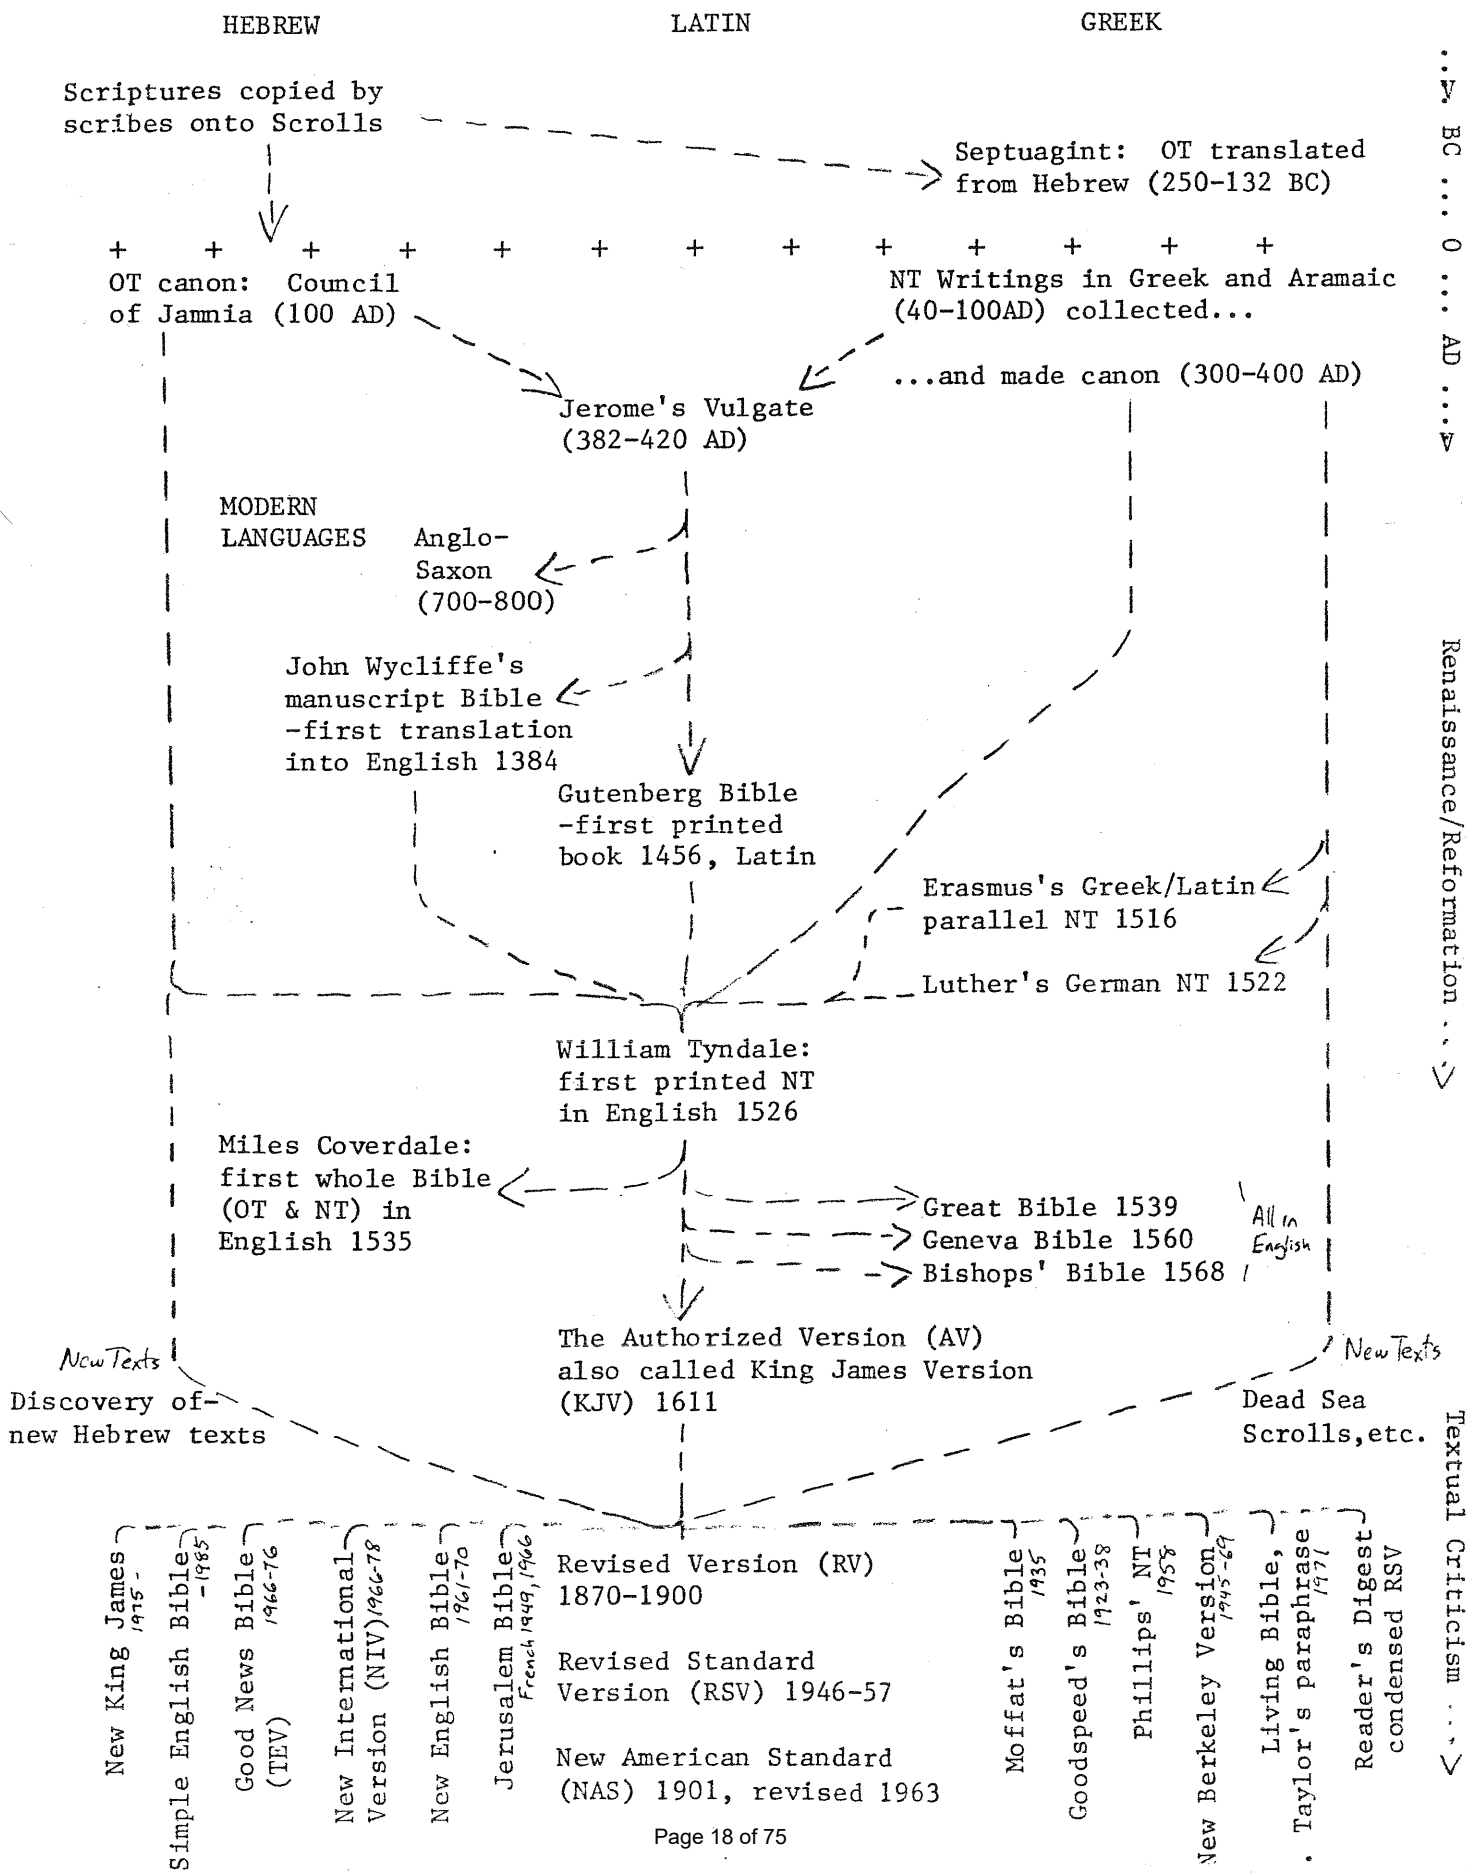 HEBREW
LATIN
GREEK
Scriptures copied by
scribes onto Scrolls
Septuagint: OT translated
from Hebrew (250-132 BC)
+ + + + + + + + + + + + +
OT canon: Council
of Jamnia (100 AD)
NT Writings in Greek and Aramaic
(40-100AD) collected...
...and made canon (300-400 AD)
Jerome's Vulgate
(382-420 AD)
MODERN
LANGUAGES
Anglo-
Saxon
(700-800)
John Wycliffe's
manuscript Bible
-first translation
into English 1384
Gutenberg Bible
-first printed
book 1456, Latin
Erasmus's Greek/Latin
parallel NT 1516
Luther's German NT 1522
William Tyndale:
first printed NT
in English 1526
Miles Coverdale:
first whole Bible
(OT & NT) in
English 1535
Great Bible 1539
Geneva Bible 1560
Bishops' Bible 1568
All in
English
The Authorized Version (AV)
also called King James Version
(KJV) 1611
New Texts
Discovery of
new Hebrew texts
New Texts
Dead Sea
Scrolls,etc.
New King James
1975-
Simple English Bible
-1985
Good News Bible
(TEV)
1966-76
New International
Version (NIV) 1966-78
New English Bible
1961-70
Jerusalem Bible
French 1949, 1966
Revised Version (RV)
1870-1900
Revised Standard
Version (RSV) 1946-57
New American Standard
(NAS) 1901, revised 1963
Moffat's Bible
1935
Goodspeed's Bible
1923-38
Phillips' NT
1958
New Berkeley Version
1945-69
Living Bible,
Taylor's paraphrase
1971
Reader's Digest
condensed RSV
BC ... 0 ... AD ...
Renaissance/Reformation ...
Textual Criticism ...
Page 18 of 75